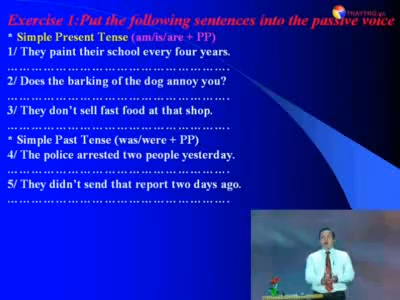 THAYTRO.vn
Exercise 1:Put the following sentences into the passive voice
* Simple Present Tense (am/is/are + PP)
1/ They paint their school every four years.
……………………………………………….
2/ Does the barking of the dog annoy you?
……………………………………………….
3/ They don't sell fast food at that shop.
……………………………………………….
* Simple Past Tense (was/were + PP)
4/ The police arrested two people yesterday.
……………………………………………….
5/ They didn't send that report two days ago.
……………………………………………….